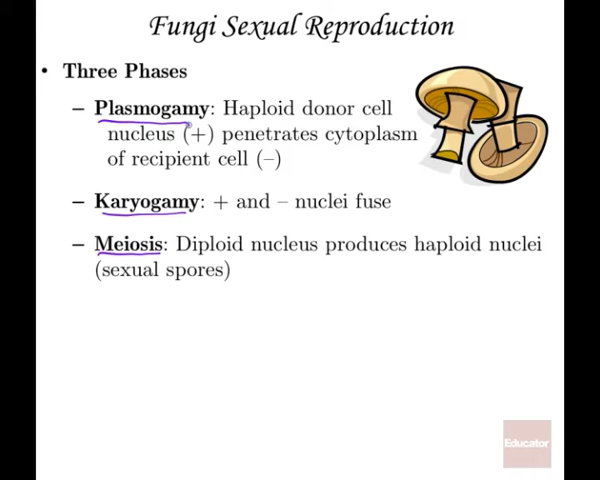 Fungi Sexual Reproduction
• Three Phases
– Plasmogamy: Haploid donor cell
nucleus (+) penetrates cytoplasm
of recipient cell (–)
– Karyogamy: + and – nuclei fuse
– Meiosis: Diploid nucleus produces haploid nuclei
(sexual spores)
Educator